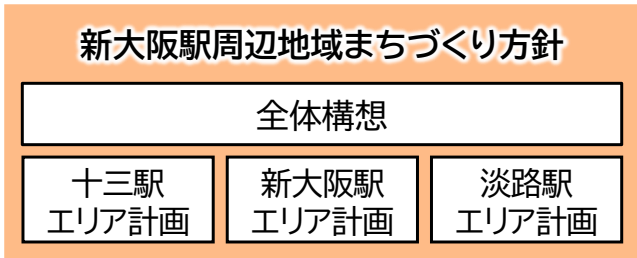 新大阪駅周辺地域まちづくり方針
全体構想
十三駅
エリア計画
新大阪駅
エリア計画
淡路駅
エリア計画